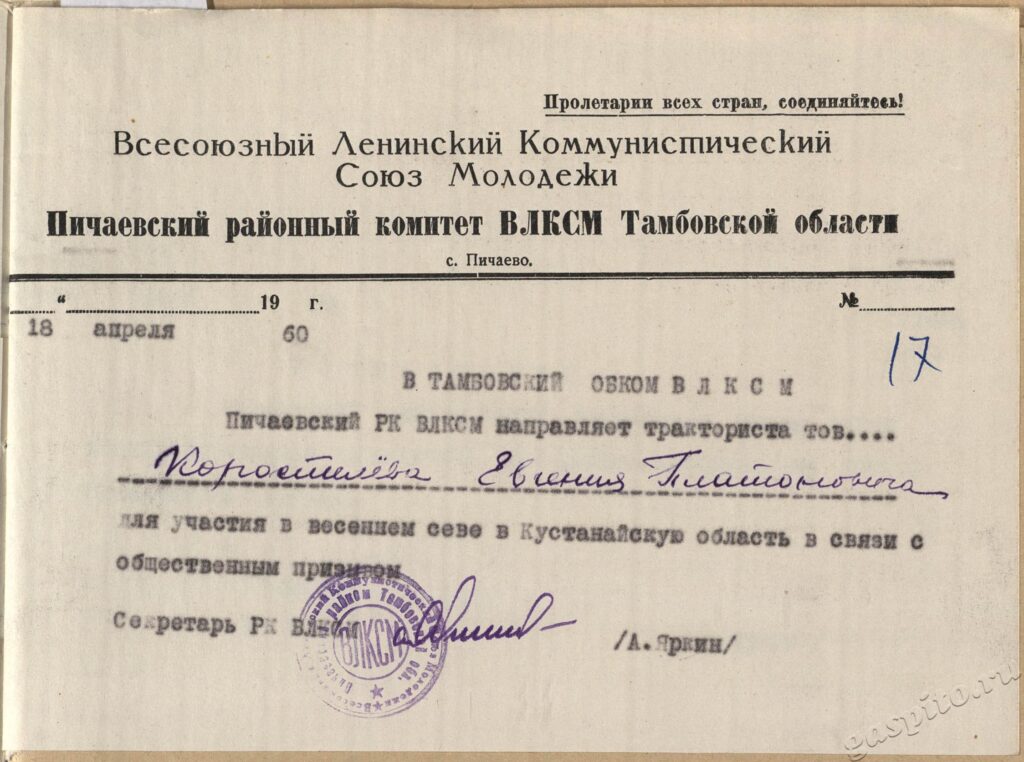 Пролетарии всех стран, соединяйтесь!
Всесоюзный Ленинский Коммунистический
Союз Молодежи
Пичаевский районный комитет ВЛКСМ Тамбовской области
с. Пичаево.
“ 19 г. №
18 апреля 60
17
В ТАМБОВСКИЙ ОБКОМ В Л К С М
Пичаевский РК ВЛКСМ направляет тракториста тов....
Коростилёва Евгения Платоновича
для участия в весеннем севе в Кустанайскую область в связи с
общественным призывом
Секретарь РК ВЛКСМ /А.Яркин/
ВЛКСМ
gaspito.ru